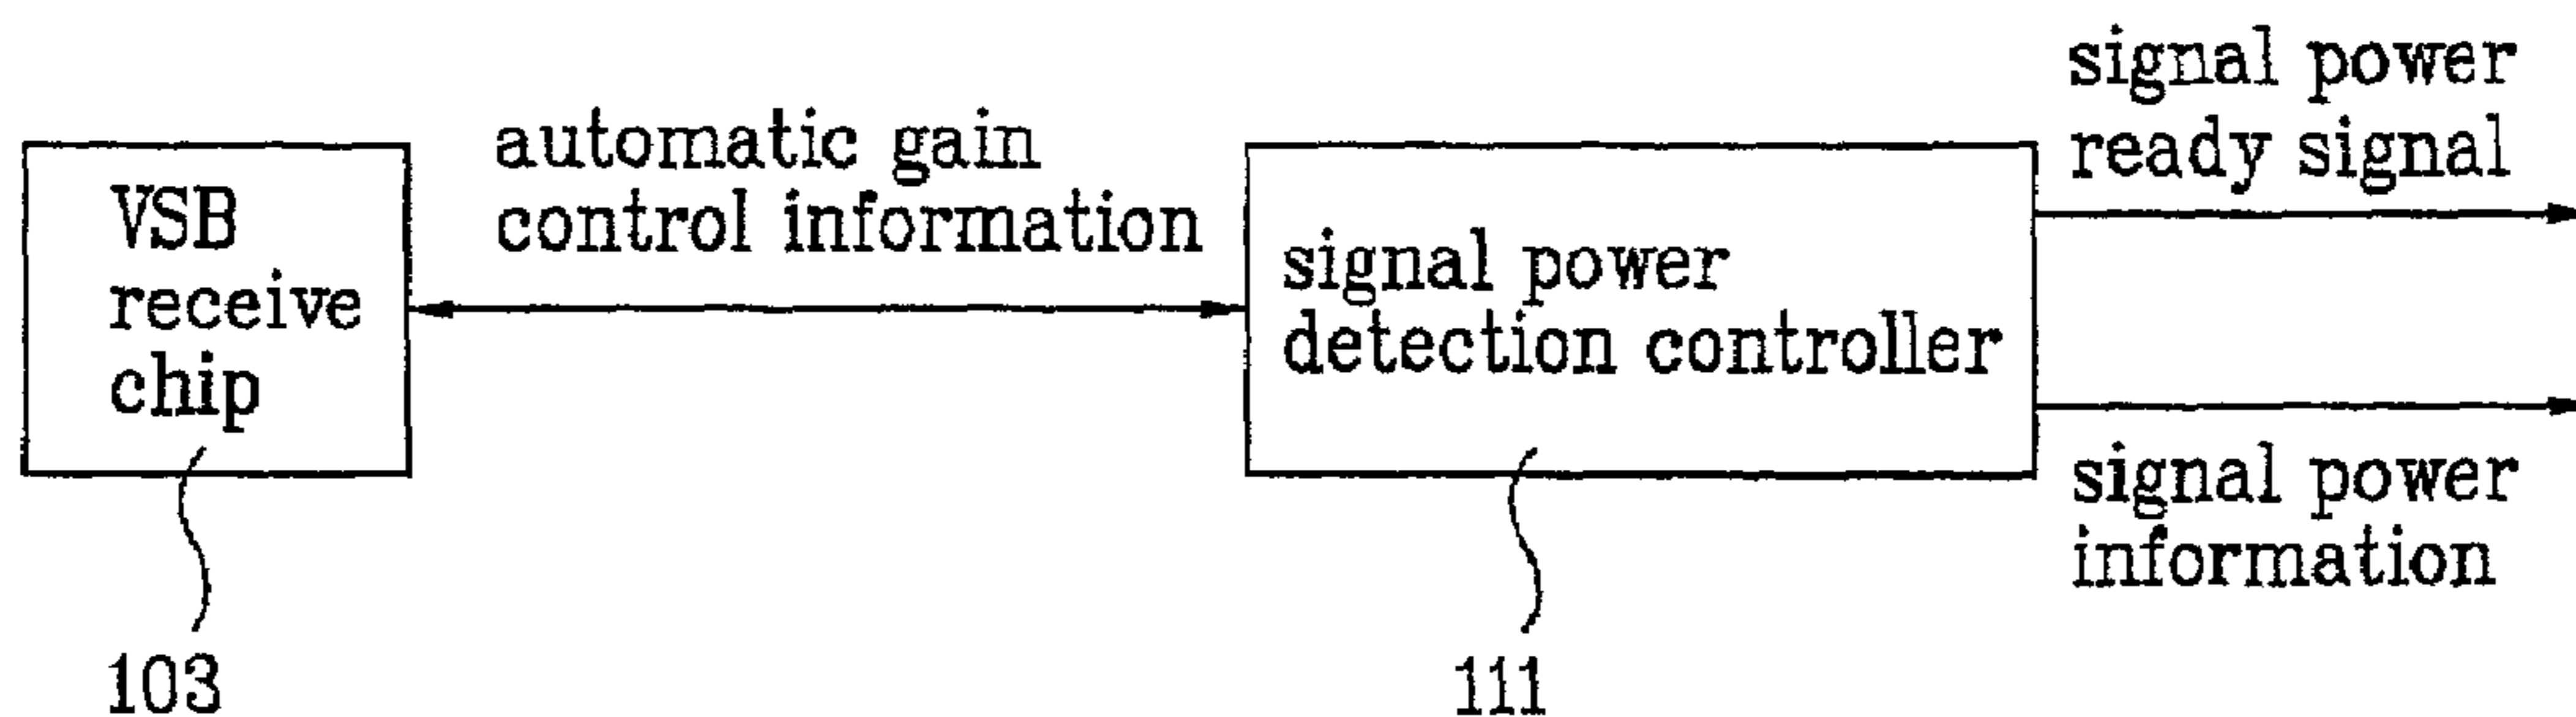 VSB
receive
chip
automatic gain
control information
signal power
detection controller
signal power
ready signal
signal power
information
103
111